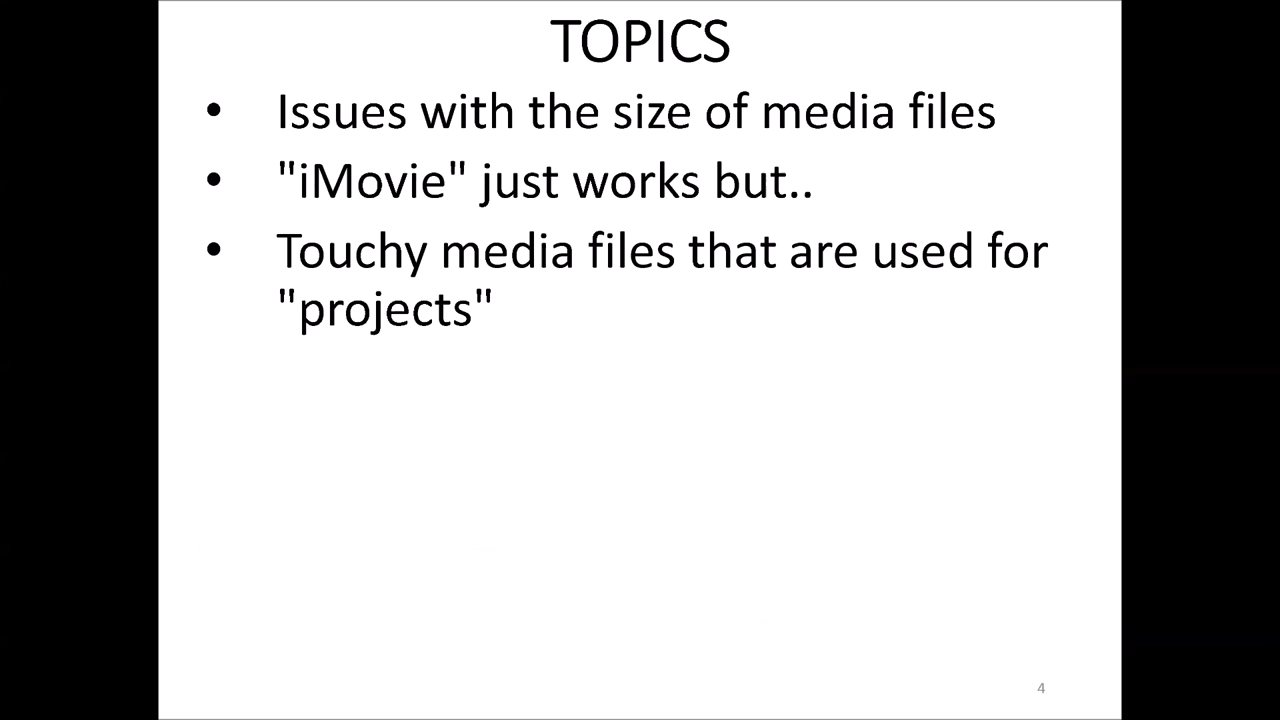 TOPICS
• Issues with the size of media files
• "iMovie" just works but..
• Touchy media files that are used for
"projects"
4